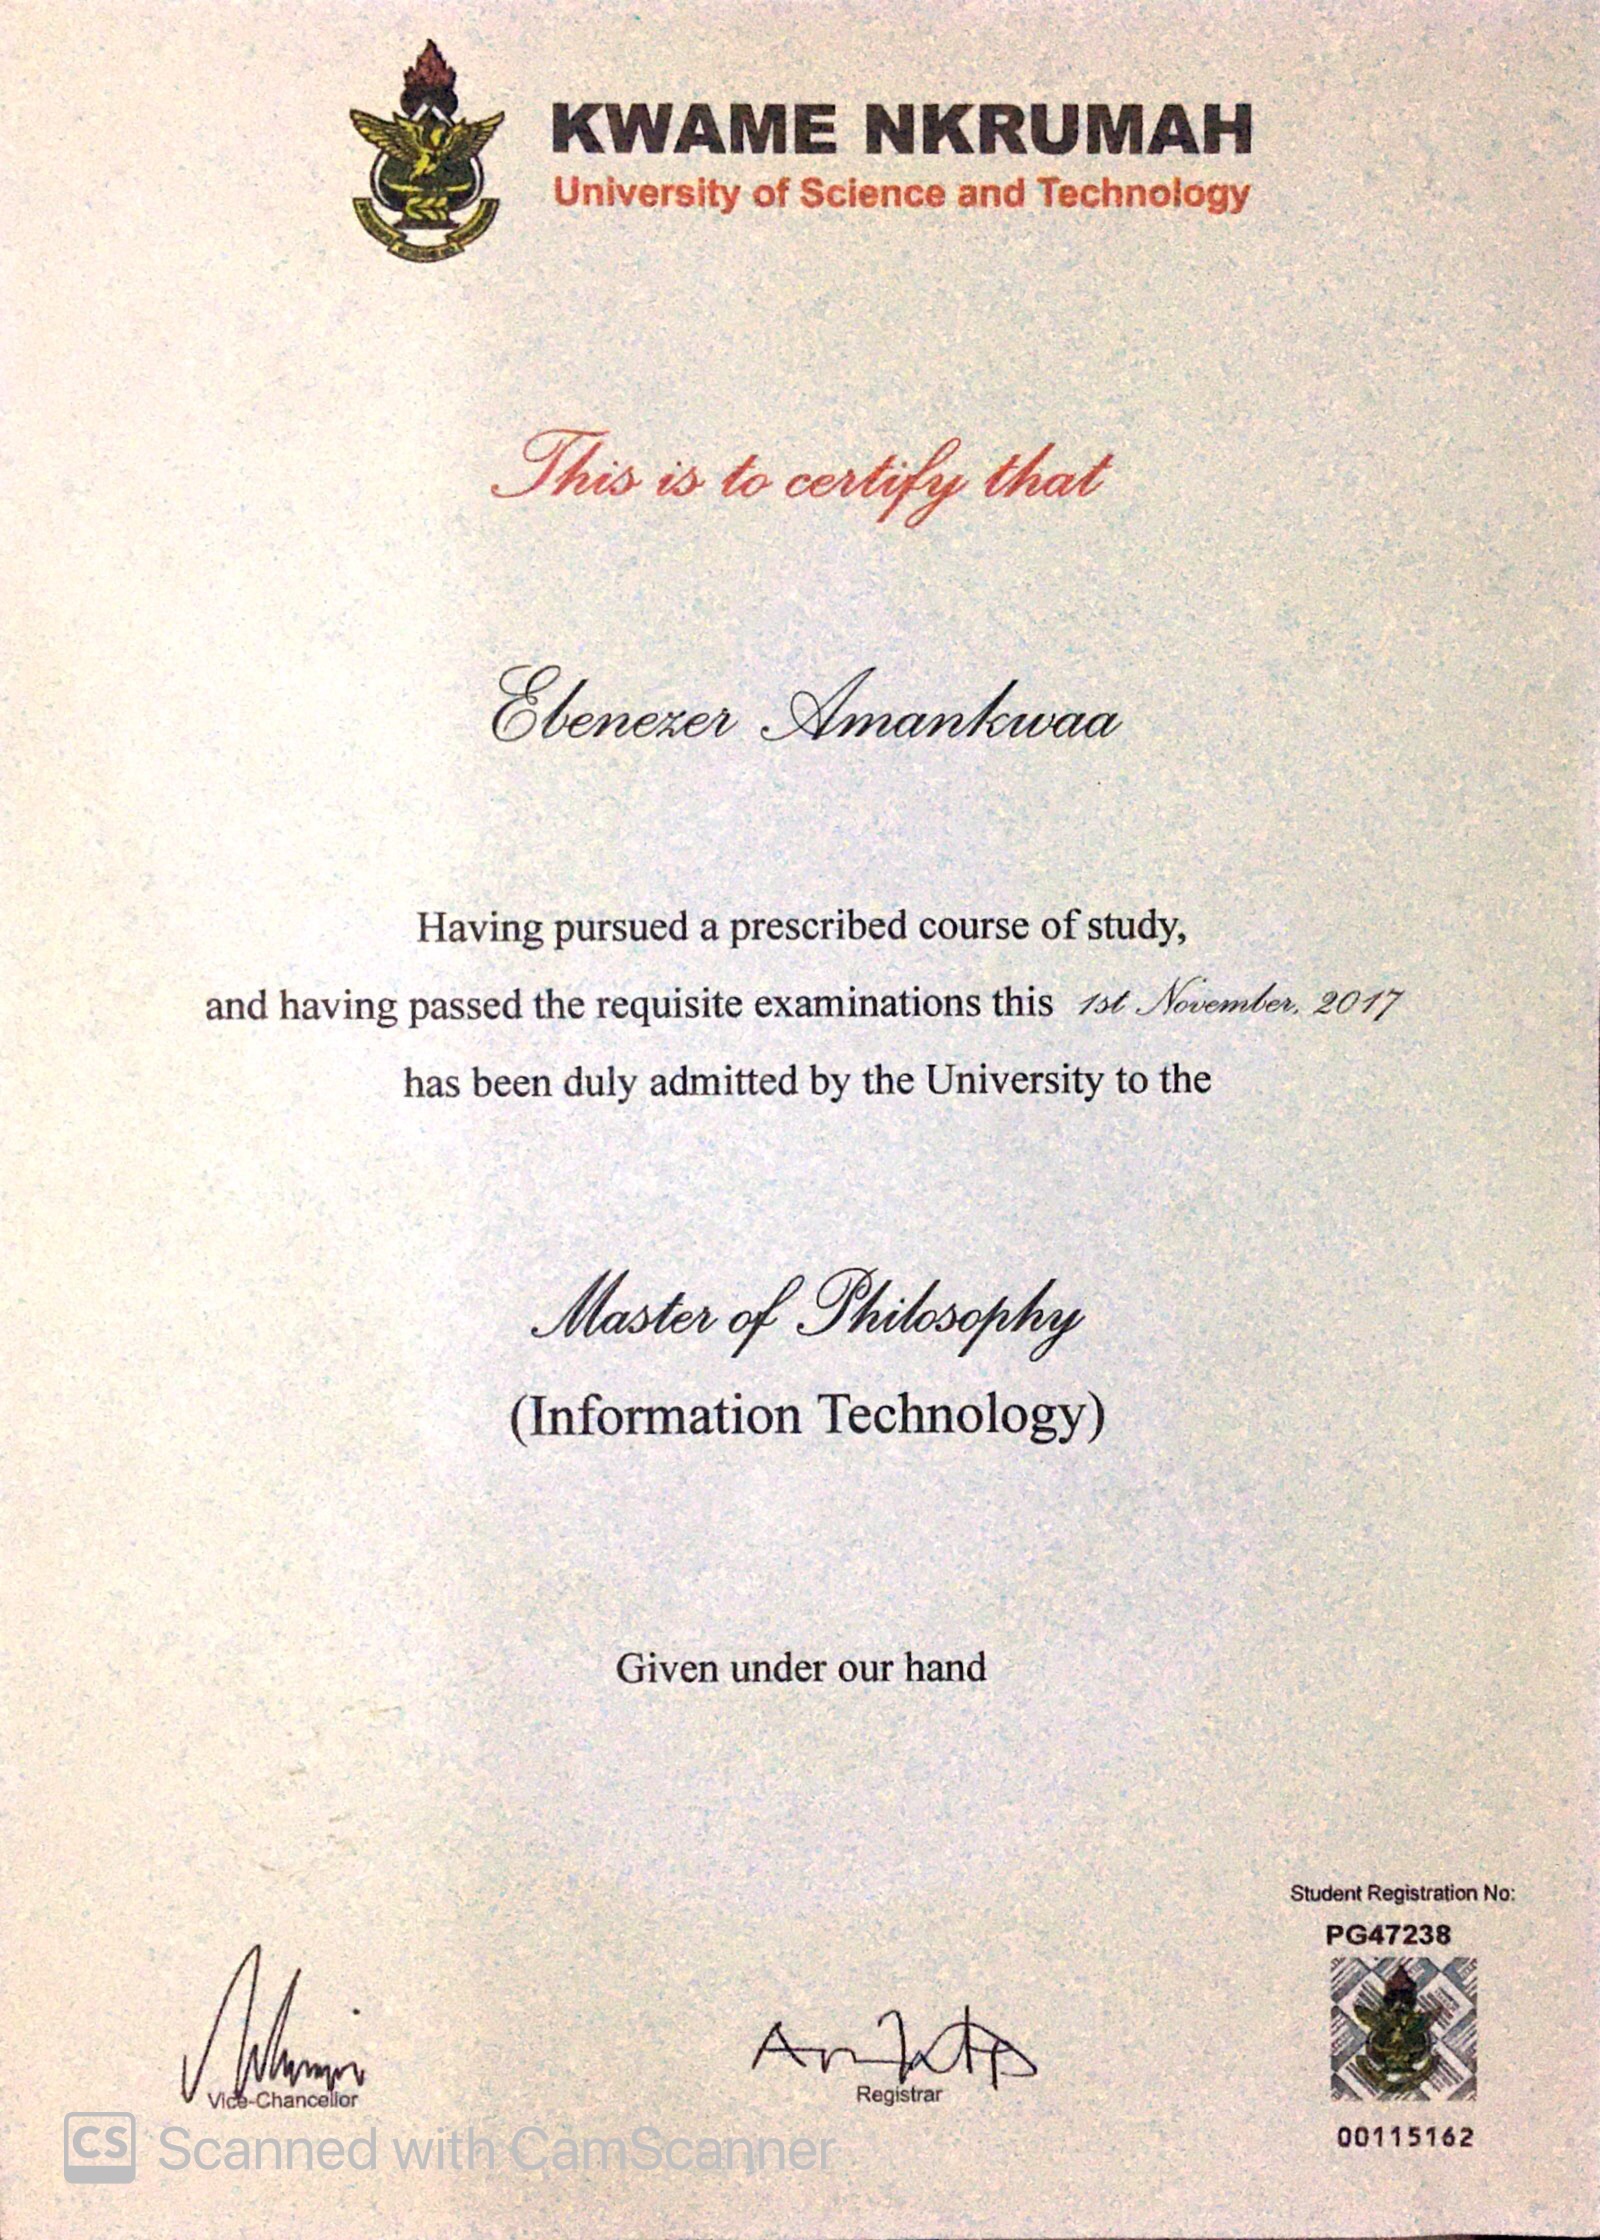 KWAME NKRUMAH
University of Science and Technology
This is to certify that
Ebenezer Amankwaa
Having pursued a prescribed course of study,
and having passed the requisite examinations this 1st November, 2017
has been duly admitted by the University to the
Master of Philosophy
(Information Technology)
Given under our hand
Student Registration No:
PG47238
Vice-Chancellor
Registrar
00115162
CS Scanned with CamScanner